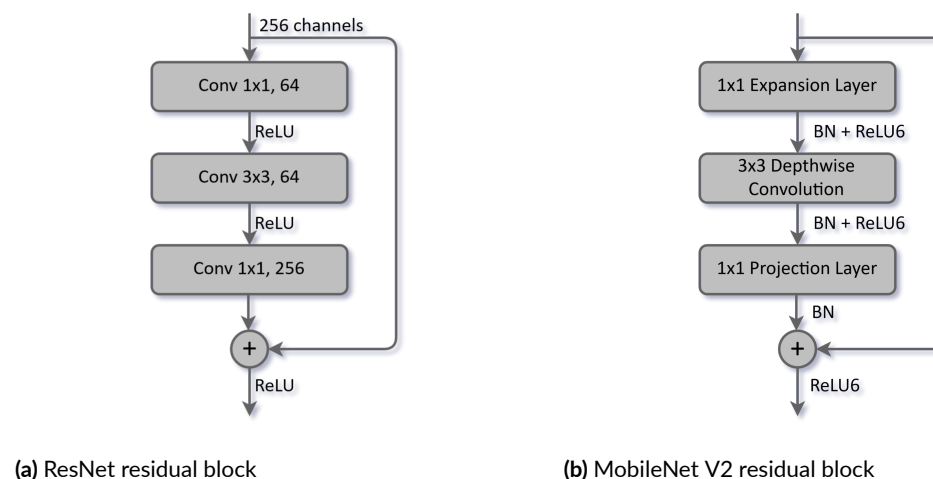 256 channels
Conv 1x1, 64
ReLU
Conv 3x3, 64
ReLU
Conv 1x1, 256
+
ReLU
(a) ResNet residual block
1x1 Expansion Layer
BN + ReLU6
3x3 Depthwise
Convolution
BN + ReLU6
1x1 Projection Layer
BN
+
ReLU6
(b) MobileNet V2 residual block